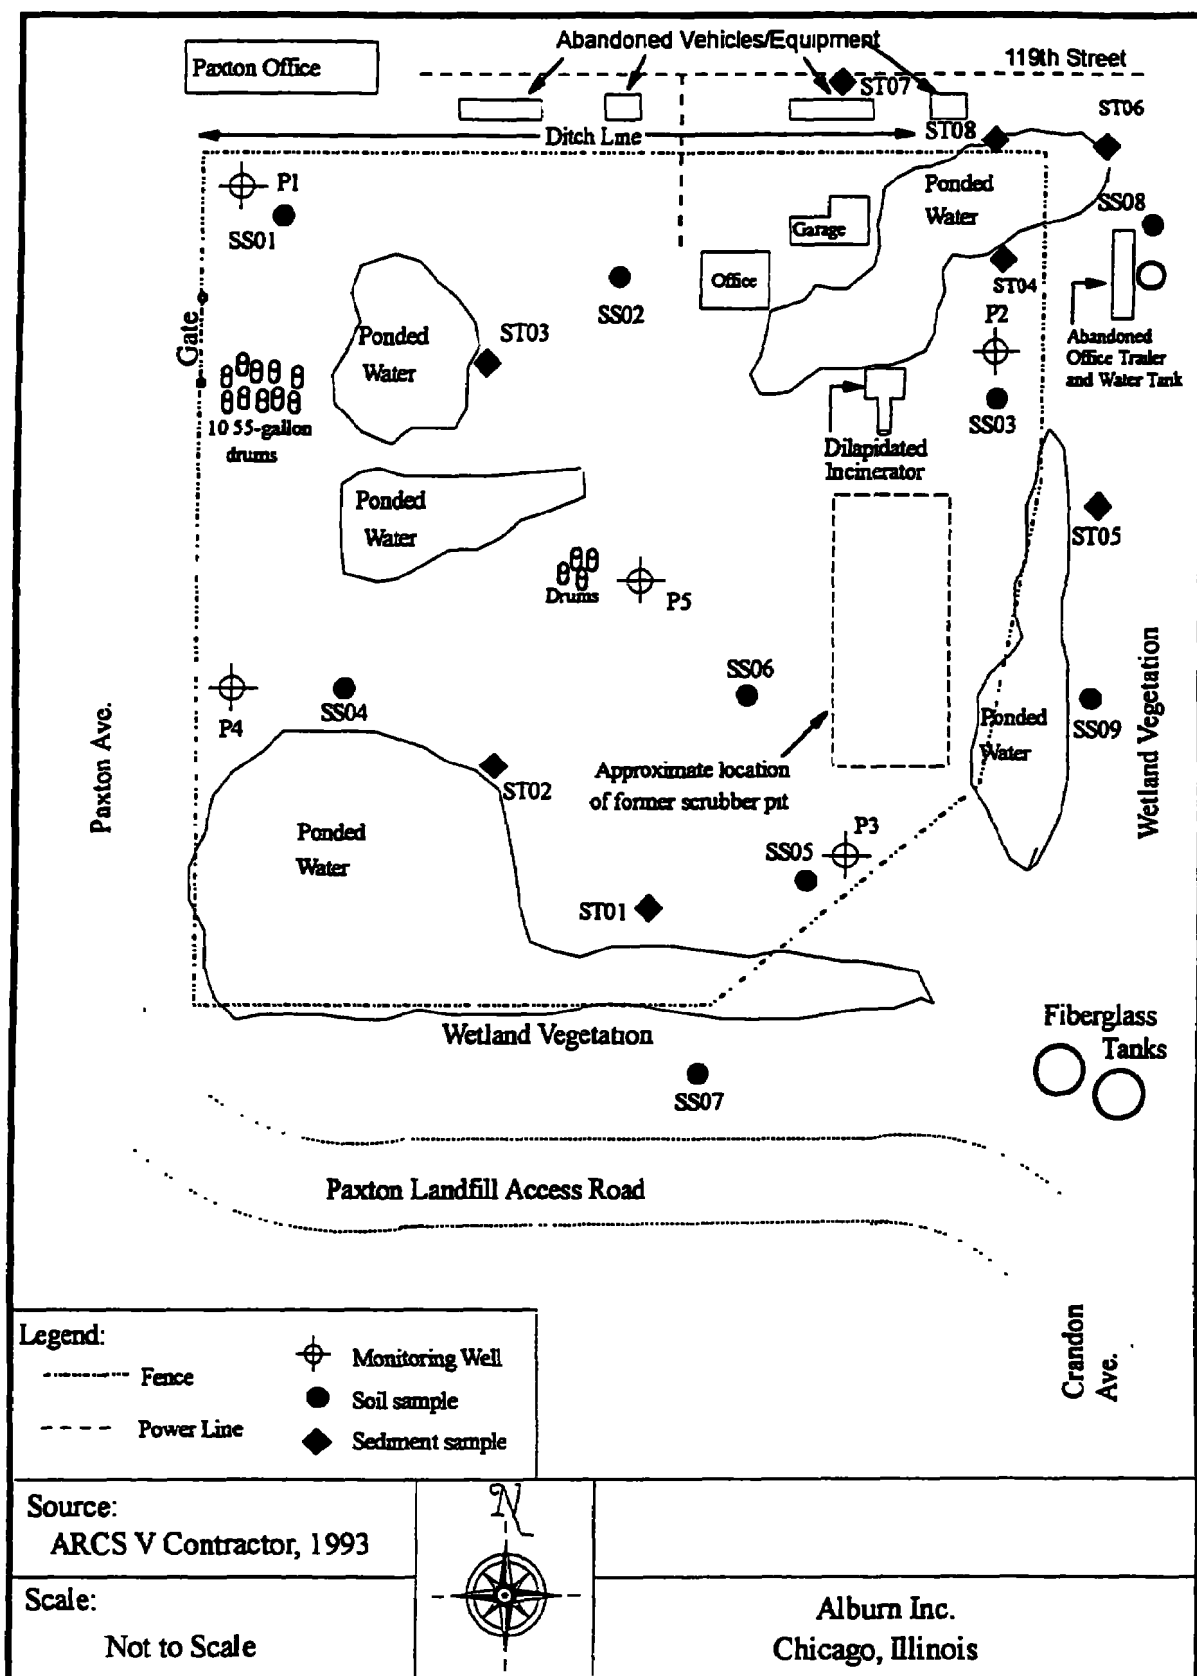 Abandoned Vehicles/Equipment
119th Street
Paxton Office
ST07
ST06
Ditch Line
ST08
P1
SS01
Ponded
Water
SS08
Garage
Office
SS02
ST04
P2
Gate
Ponded
Water
ST03
Abandoned
Office Trailer
and Water Tank
SS03
10 55-gallon
drums
Dilapidated
Incinerator
Ponded
Water
ST05
Drums
P5
Wetland Vegetation
SS06
SS04
P4
Ponded
Water
SS09
Paxton Ave.
Approximate location
of former scrubber pit
ST02
P3
SS05
Ponded
Water
ST01
Wetland Vegetation
Fiberglass
Tanks
SS07
Paxton Landfill Access Road
Crandon
Ave.
Legend:
Fence
Power Line
Monitoring Well
Soil sample
Sediment sample
Source:
ARCS V Contractor, 1993
N
Scale:
Not to Scale
Alburn Inc.
Chicago, Illinois